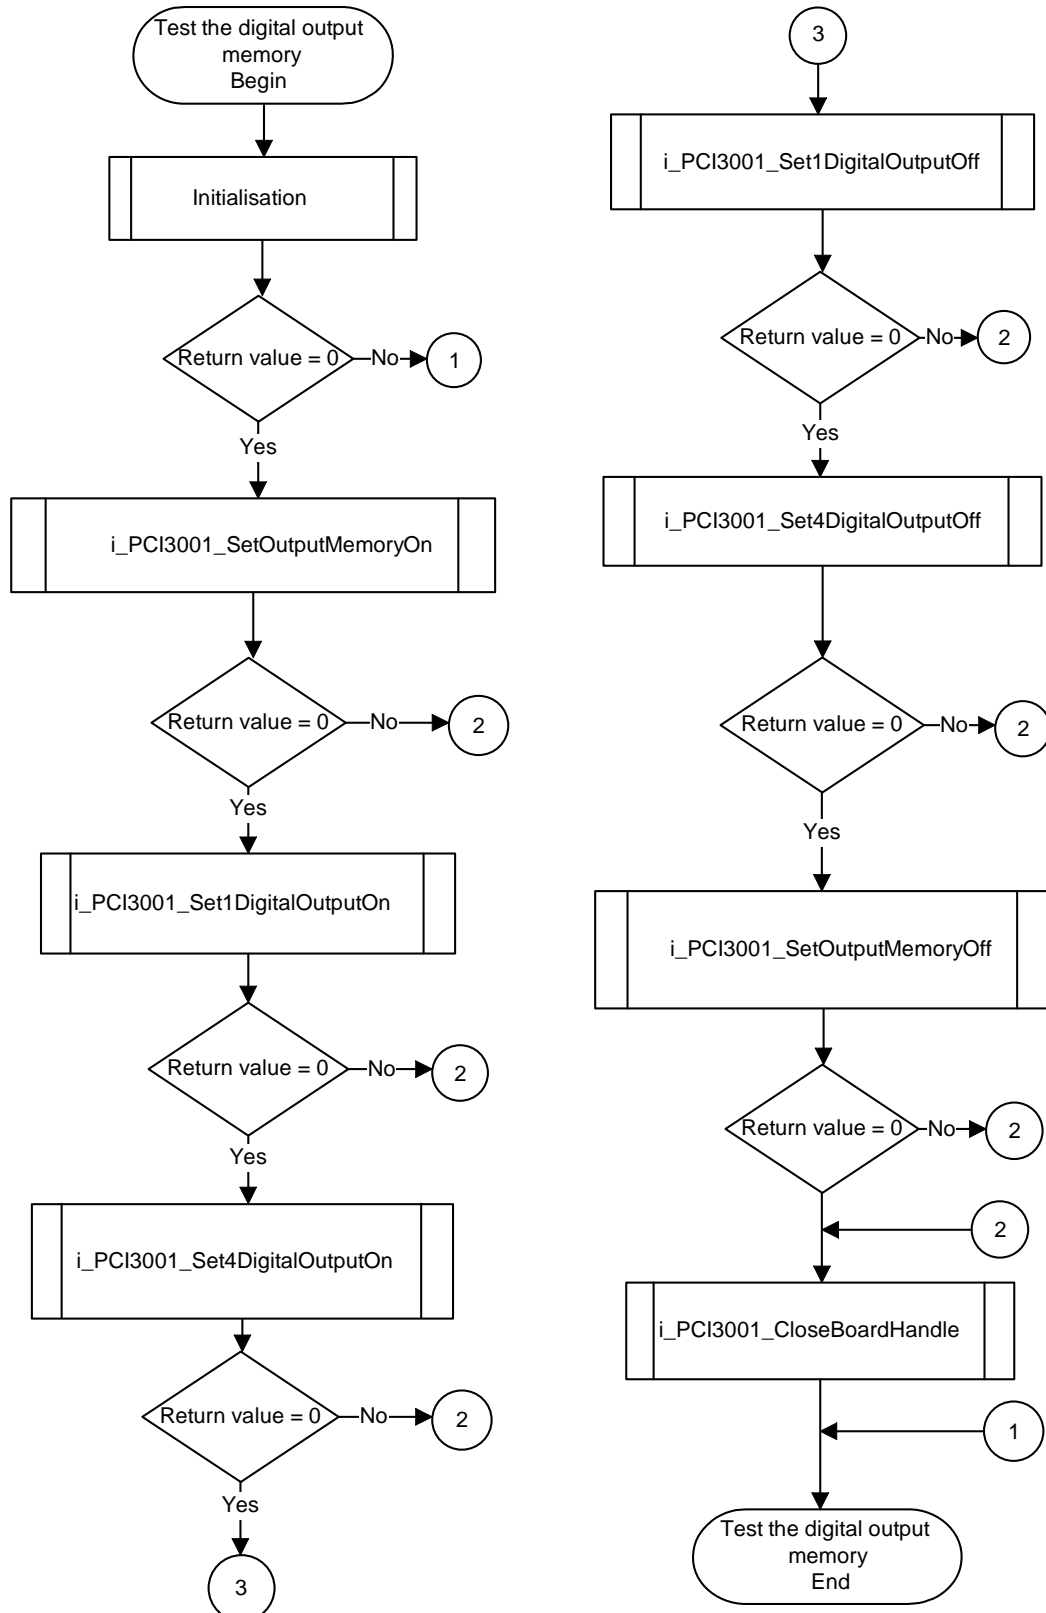 Test the digital output
memory
Begin
Initialisation
Return value = 0
No
1
Yes
i_PCI3001_SetOutputMemoryOn
Return value = 0
No
2
Yes
i_PCI3001_Set1DigitalOutputOn
Return value = 0
No
2
Yes
i_PCI3001_Set4DigitalOutputOn
Return value = 0
No
2
Yes
3
3
i_PCI3001_Set1DigitalOutputOff
Return value = 0
No
2
Yes
i_PCI3001_Set4DigitalOutputOff
Return value = 0
No
2
Yes
i_PCI3001_SetOutputMemoryOff
Return value = 0
No
2
2
i_PCI3001_CloseBoardHandle
1
Test the digital output
memory
End